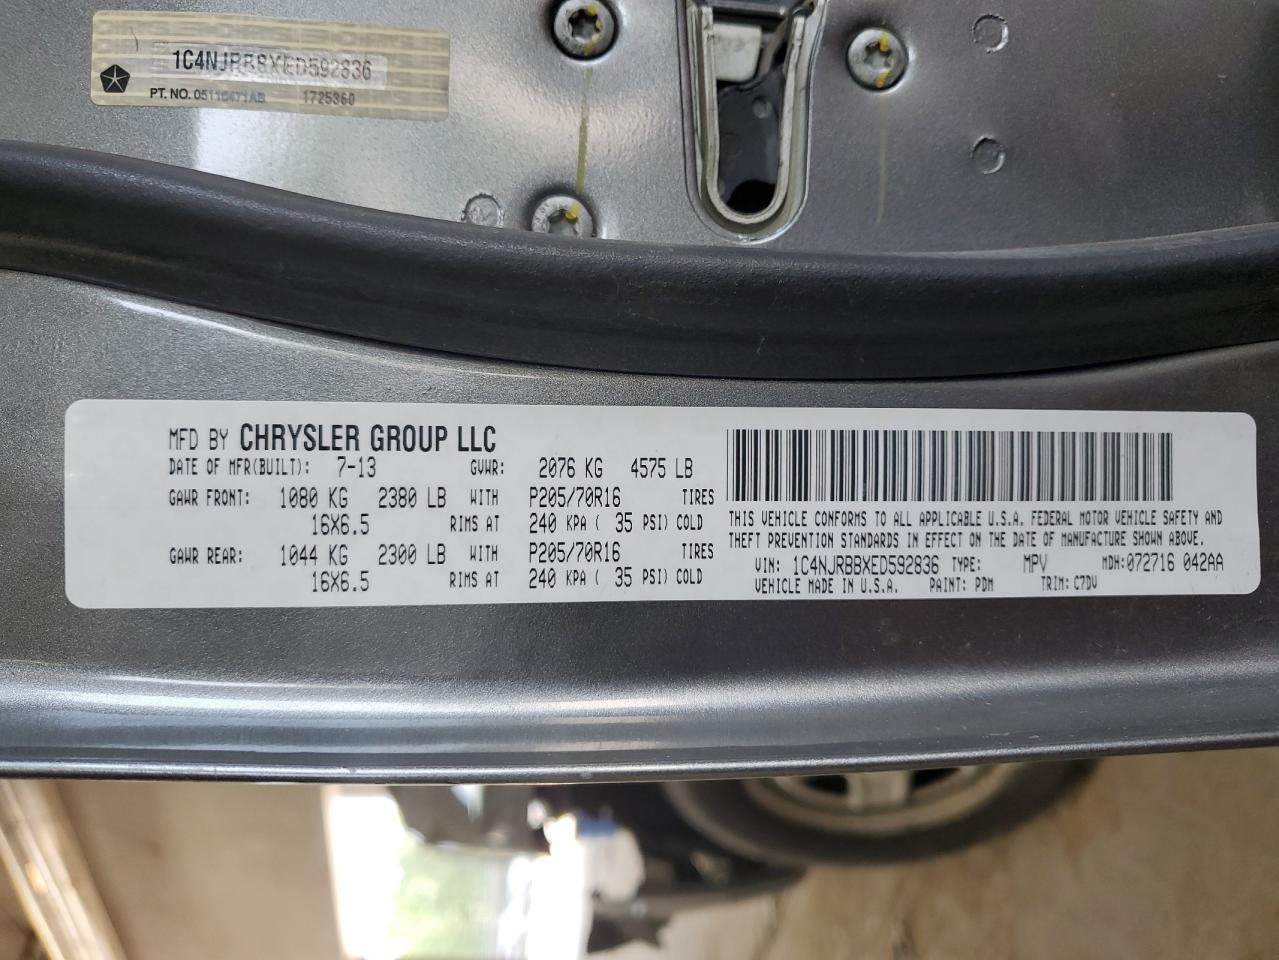 1C4NJRBBXED592836
PT. NO. 05116471AB 1725360
MFD BY CHRYSLER GROUP LLC
DATE OF MFR(BUILT): 7-13 GVWR: 2076 KG 4575 LB
GAWR FRONT: 1080 KG 2380 LB WITH P205/70R16 TIRES
16X6.5 RIMS AT 240 KPA ( 35 PSI) COLD
GAWR REAR: 1044 KG 2300 LB WITH P205/70R16 TIRES
16X6.5 RIMS AT 240 KPA ( 35 PSI) COLD
THIS VEHICLE CONFORMS TO ALL APPLICABLE U.S.A. FEDERAL MOTOR VEHICLE SAFETY AND
THEFT PREVENTION STANDARDS IN EFFECT ON THE DATE OF MANUFACTURE SHOWN ABOVE.
VIN: 1C4NJRBBXED592836 TYPE: MPV MDH:072716 042AA
VEHICLE MADE IN U.S.A. PAINT: PDM TRIM: C7DV